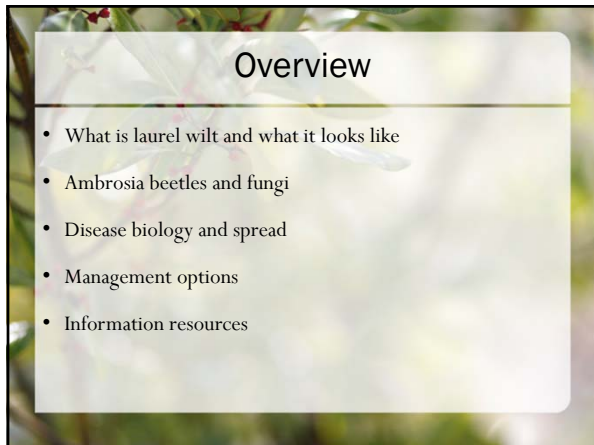 Overview
• What is laurel wilt and what it looks like
• Ambrosia beetles and fungi
• Disease biology and spread
• Management options
• Information resources